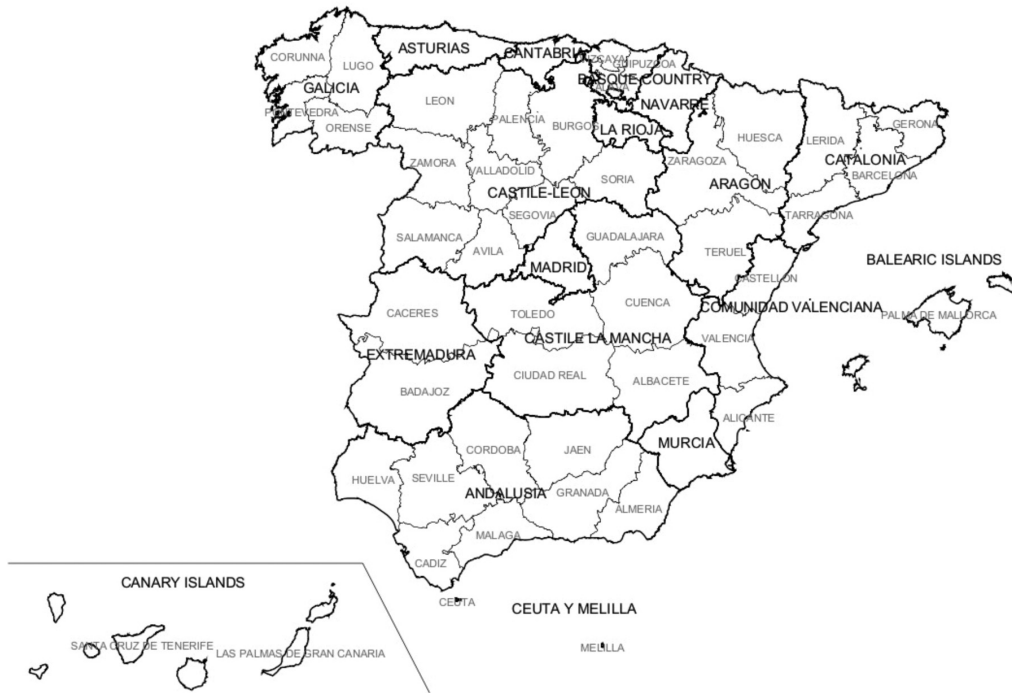 CORUNNA
LUGO
ASTURIAS
CANTABRIA
GUIPUZCOA
BASQUE COUNTRY
GALICIA
PONTEVEDRA
ORENSE
LEON
PALENCIA
BURGOS
NAVARRE
LA RIOJA
HUESCA
LERIDA
GERONA
CATALONIA
BARCELONA
ZAMORA
VALLADOLID
SORIA
ZARAGOZA
ARAGON
CASTILE-LEON
SEGOVIA
TARRAGONA
SALAMANCA
AVILA
GUADALAJARA
TERUEL
MADRID
BALEARIC ISLANDS
CASTELLON
CACERES
TOLEDO
CUENCA
COMUNIDAD VALENCIANA
PALMA DE MALLORCA
EXTREMADURA
CASTILE LA MANCHA
VALENCIA
BADAJOZ
CIUDAD REAL
ALBACETE
ALICANTE
CORDOBA
JAEN
MURCIA
HUELVA
SEVILLE
ANDALUSIA
GRANADA
ALMERIA
MALAGA
CADIZ
CEUTA
CEUTA Y MELILLA
MELILLA
CANARY ISLANDS
SANTA CRUZ DE TENERIFE
LAS PALMAS DE GRAN CANARIA